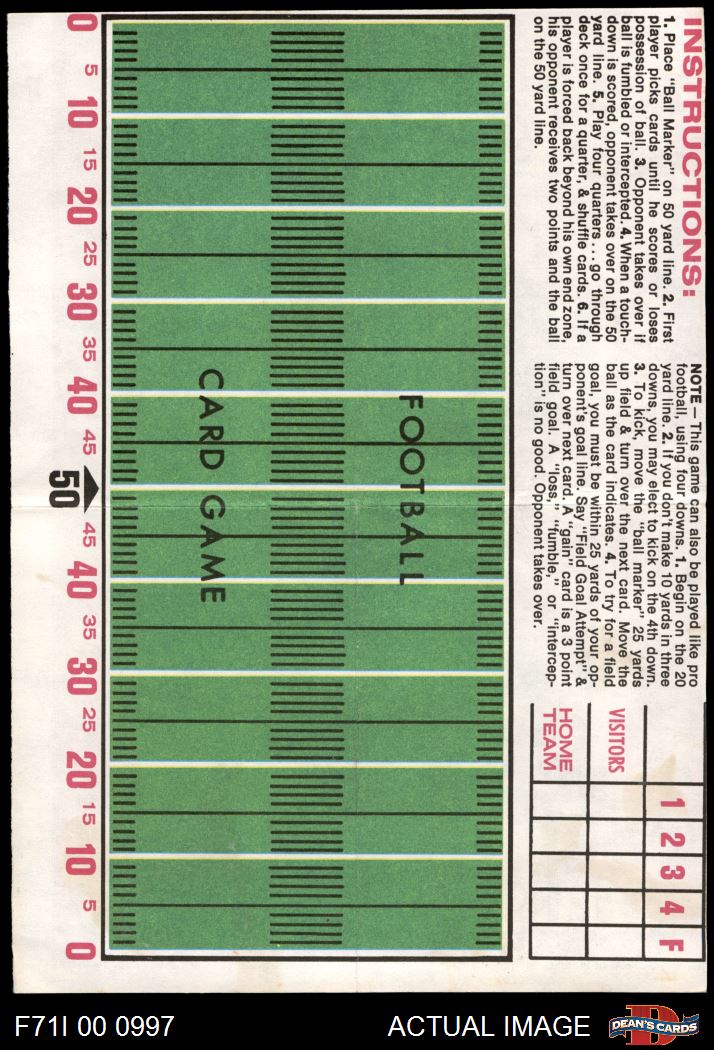 INSTRUCTIONS:
1. Place "Ball Marker" on 50 yard line. 2. First
player picks cards until he scores or loses
possession of ball. 3. Opponent takes over if
ball is fumbled or intercepted. 4. When a touch-
down is scored, opponent takes over on the 50
yard line. 5. Play four quarters ... go through
deck once for a quarter, & shuffle cards. 6. If a
player is forced back beyond his own end zone,
his opponent receives two points and the ball
on the 50 yard line.
NOTE — This game can also be played like pro
football, using four downs. 1. Begin on the 20
yard line. 2. If you don't make 10 yards in three
downs, you may elect to kick on the 4th down.
3. To kick, move the "ball marker" 25 yards
up field & turn over the next card. Move the
ball as the card indicates. 4. To try for a field
goal, you must be within 25 yards of your op-
ponent's goal line. Say "Field Goal Attempt" &
turn over next card. A "gain" card is a 3 point
field goal. A "loss," "fumble," or "intercep-
tion" is no good. Opponent takes over.
1 2 3 4 F
VISITORS
HOME
TEAM
FOOTBALL
CARD GAME
0 5 10 15 20 25 30 35 40 45 50 45 40 35 30 25 20 15 10 5 0
F71I 00 0997
ACTUAL IMAGE
D
DEAN'S CARDS